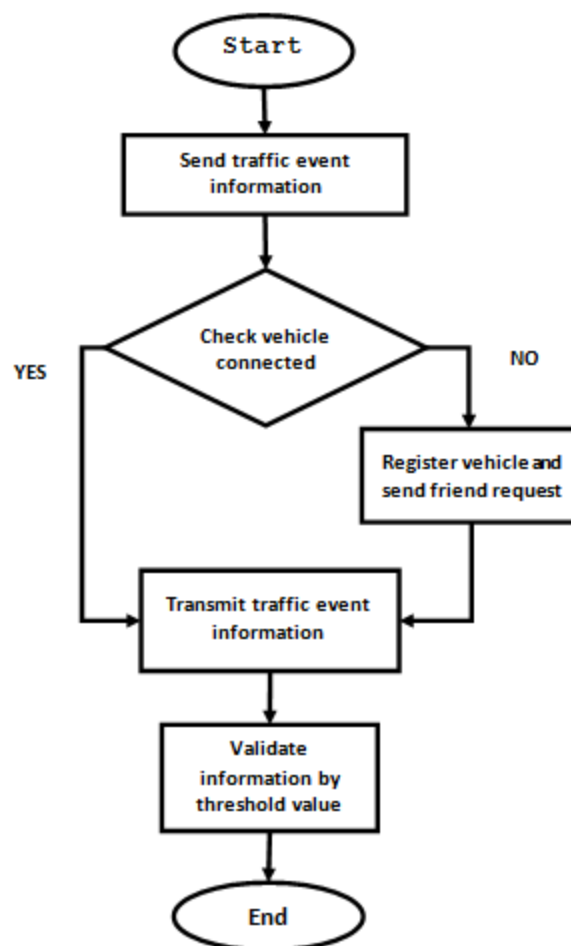 Start
Send traffic event
information
Check vehicle
connected
YES
NO
Register vehicle and
send friend request
Transmit traffic event
information
Validate
information by
threshold value
End